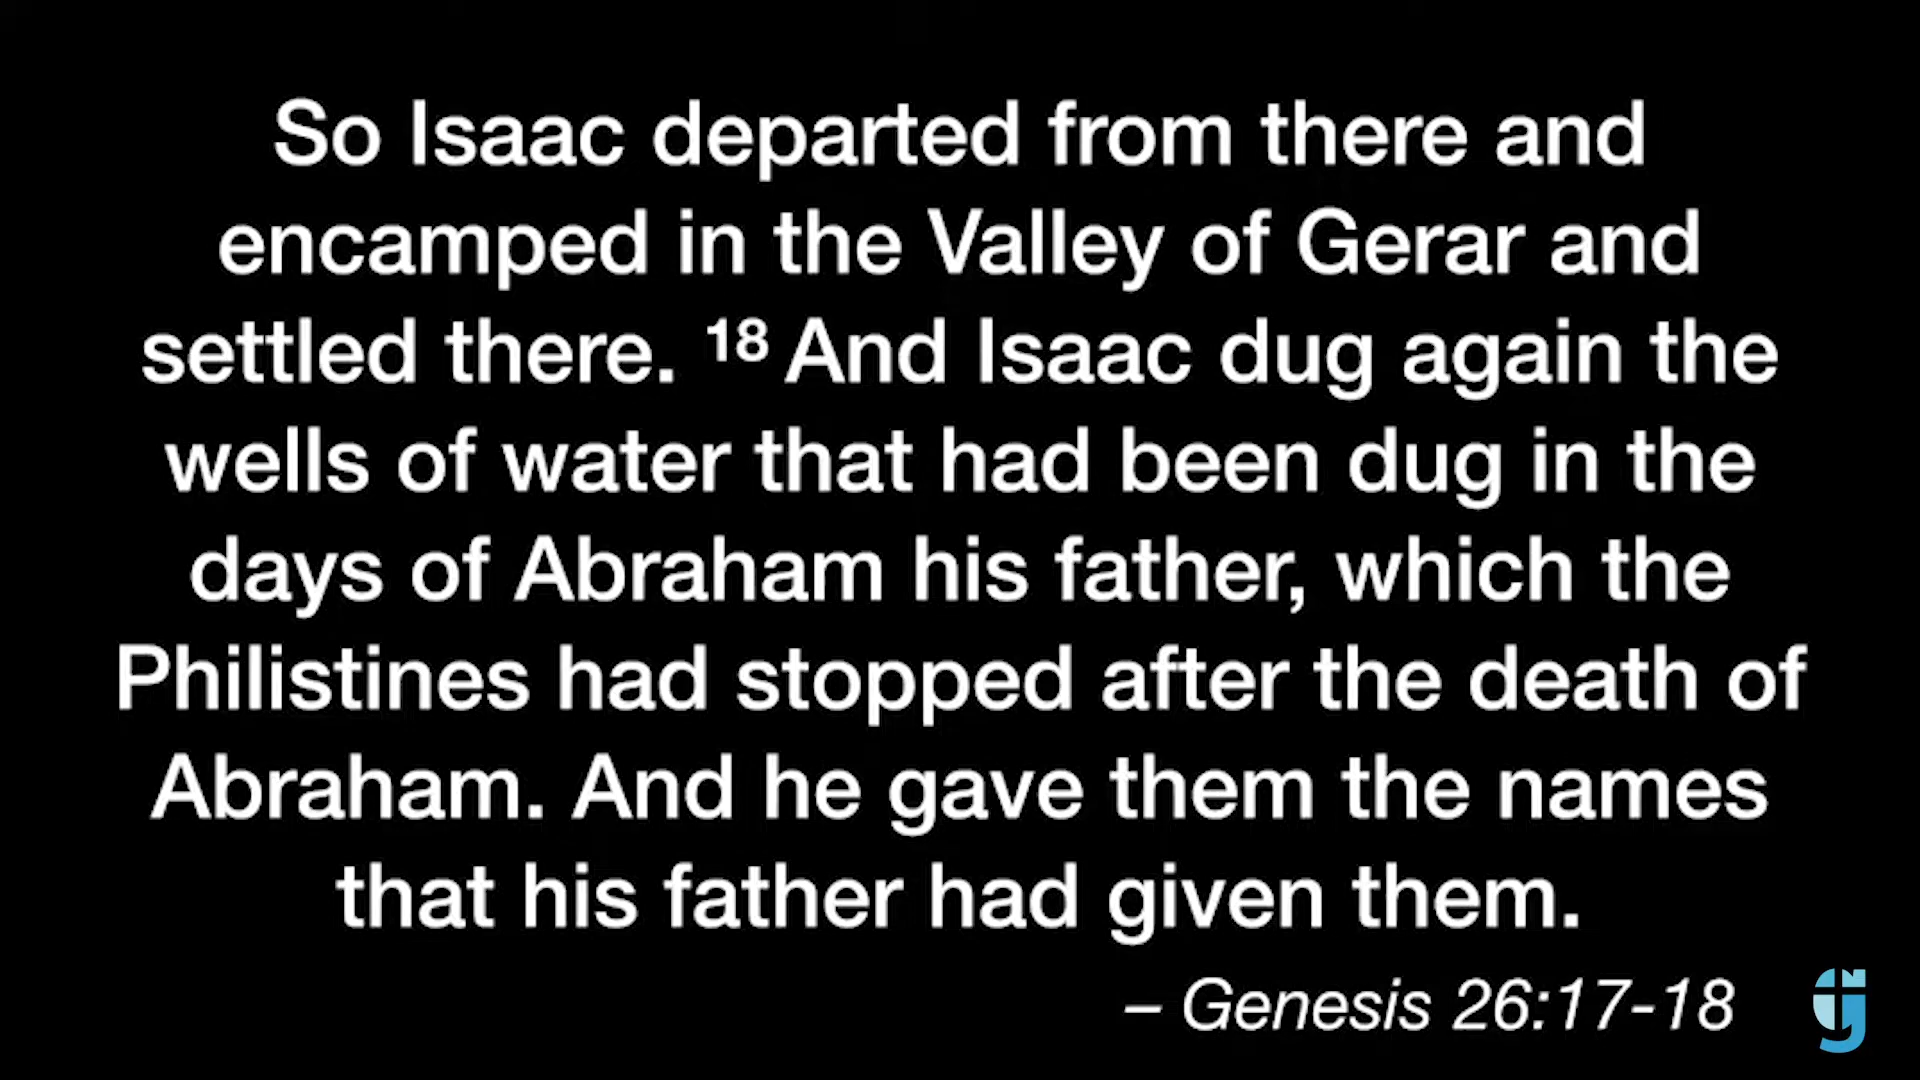 So Isaac departed from there and
encamped in the Valley of Gerar and
settled there. ¹⁸ And Isaac dug again the
wells of water that had been dug in the
days of Abraham his father, which the
Philistines had stopped after the death of
Abraham. And he gave them the names
that his father had given them.
– Genesis 26:17-18